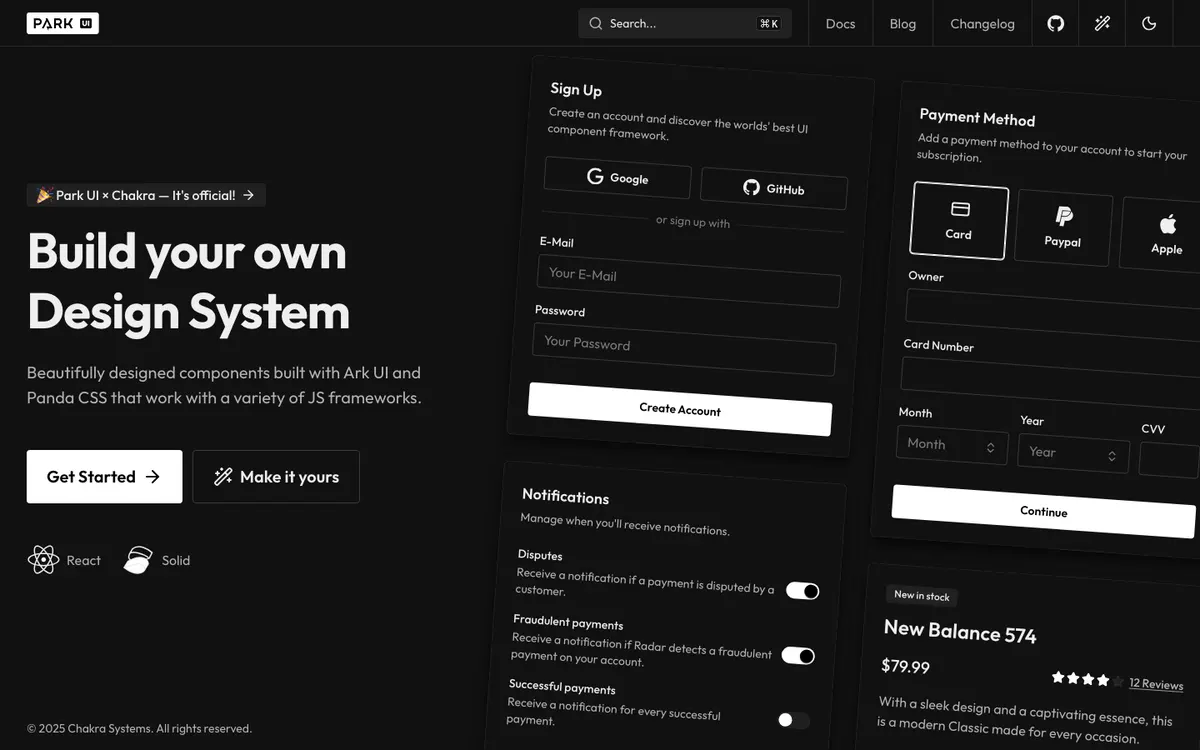 PARK UI
Search...
⌘ K
Docs
Blog
Changelog
🎉 Park UI × Chakra — It's official! →
Build your own
Design System
Beautifully designed components built with Ark UI and
Panda CSS that work with a variety of JS frameworks.
Get Started →
Make it yours
React
Solid
© 2025 Chakra Systems. All rights reserved.
Sign Up
Create an account and discover the worlds' best UI
component framework.
Google
GitHub
or sign up with
E-Mail
Your E-Mail
Password
Your Password
Create Account
Notifications
Manage when you'll receive notifications.
Disputes
Receive a notification if a payment is disputed by a
customer.
Fraudulent payments
Receive a notification if Radar detects a fraudulent
payment on your account.
Successful payments
Receive a notification for every successful
payment.
Payment Method
Add a payment method to your account to start your
subscription.
Card
Paypal
Apple
Owner
Card Number
Month
Year
CVV
Month
Year
Continue
New in stock
New Balance 574
$79.99
12 Reviews
With a sleek design and a captivating essence, this
is a modern Classic made for every occasion.